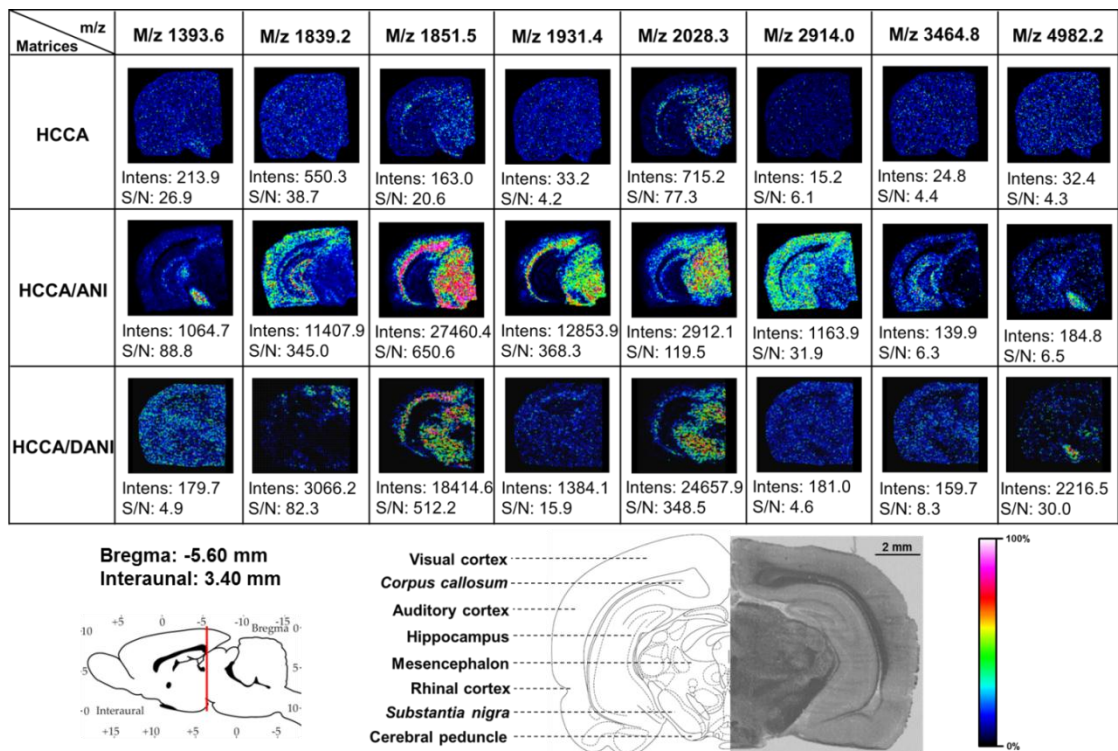 m/z
Matrices
M/z 1393.6
M/z 1839.2
M/z 1851.5
M/z 1931.4
M/z 2028.3
M/z 2914.0
M/z 3464.8
M/z 4982.2
HCCA
Intens: 213.9
S/N: 26.9
Intens: 550.3
S/N: 38.7
Intens: 163.0
S/N: 20.6
Intens: 33.2
S/N: 4.2
Intens: 715.2
S/N: 77.3
Intens: 15.2
S/N: 6.1
Intens: 24.8
S/N: 4.4
Intens: 32.4
S/N: 4.3
HCCA/ANI
Intens: 1064.7
S/N: 88.8
Intens: 11407.9
S/N: 345.0
Intens: 27460.4
S/N: 650.6
Intens: 12853.9
S/N: 368.3
Intens: 2912.1
S/N: 119.5
Intens: 1163.9
S/N: 31.9
Intens: 139.9
S/N: 6.3
Intens: 184.8
S/N: 6.5
HCCA/DANI
Intens: 179.7
S/N: 4.9
Intens: 3066.2
S/N: 82.3
Intens: 18414.6
S/N: 512.2
Intens: 1384.1
S/N: 15.9
Intens: 24657.9
S/N: 348.5
Intens: 181.0
S/N: 4.6
Intens: 159.7
S/N: 8.3
Intens: 2216.5
S/N: 30.0
Bregma: -5.60 mm
Interaunal: 3.40 mm
+5 0 -5 -10 -15
10 Bregma 0
5 5
0 Interaural 10
+15 +10 +5 0
Visual cortex
Corpus callosum
Auditory cortex
Hippocampus
Mesencephalon
Rhinal cortex
Substantia nigra
Cerebral peduncle
2 mm
100%
0%